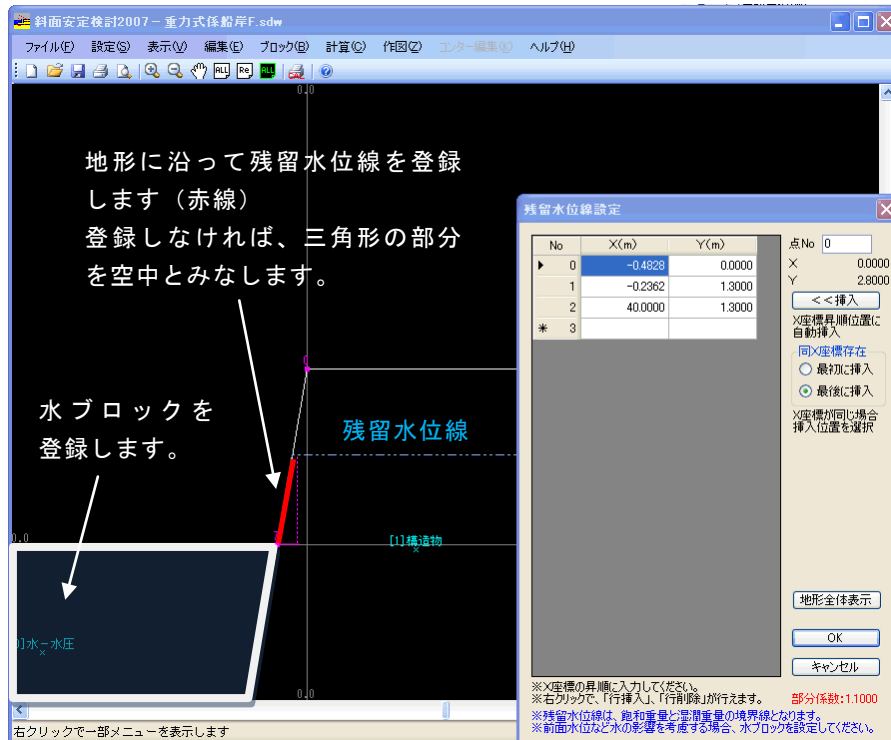 斜面安定検討2007－重力式係船岸F.sdw
ファイル(F) 設定(S) 表示(V) 編集(E) ブロック(B) 計算(C) 作図(Z) コンター編集(X) ヘルプ(H)
ALL Re ALL
0.0
地形に沿って残留水位線を登録
します（赤線）
登録しなければ、三角形の部分
を空中とみなします。
水ブロックを
登録します。
残留水位線
0.0
[1]構造物
0]水－水圧
0.0
右クリックで一部メニューを表示します
残留水位線設定
No X(m) Y(m)
0 -0.4828 0.0000
1 -0.2362 1.3000
2 40.0000 1.3000
* 3
点No 0
X 0.0000
Y 2.8000
<<挿入
X座標昇順位置に
自動挿入
同X座標存在
最初に挿入
最後に挿入
X座標が同じ場合
挿入位置を選択
地形全体表示
OK
キャンセル
※X座標の昇順に入力してください。
※右クリックで、「行挿入」、「行削除」が行えます。
部分係数:1.1000
※残留水位線は、飽和重量と湿潤重量の境界線となります。
※前面水位など水の影響を考慮する場合、水ブロックを設定してください。